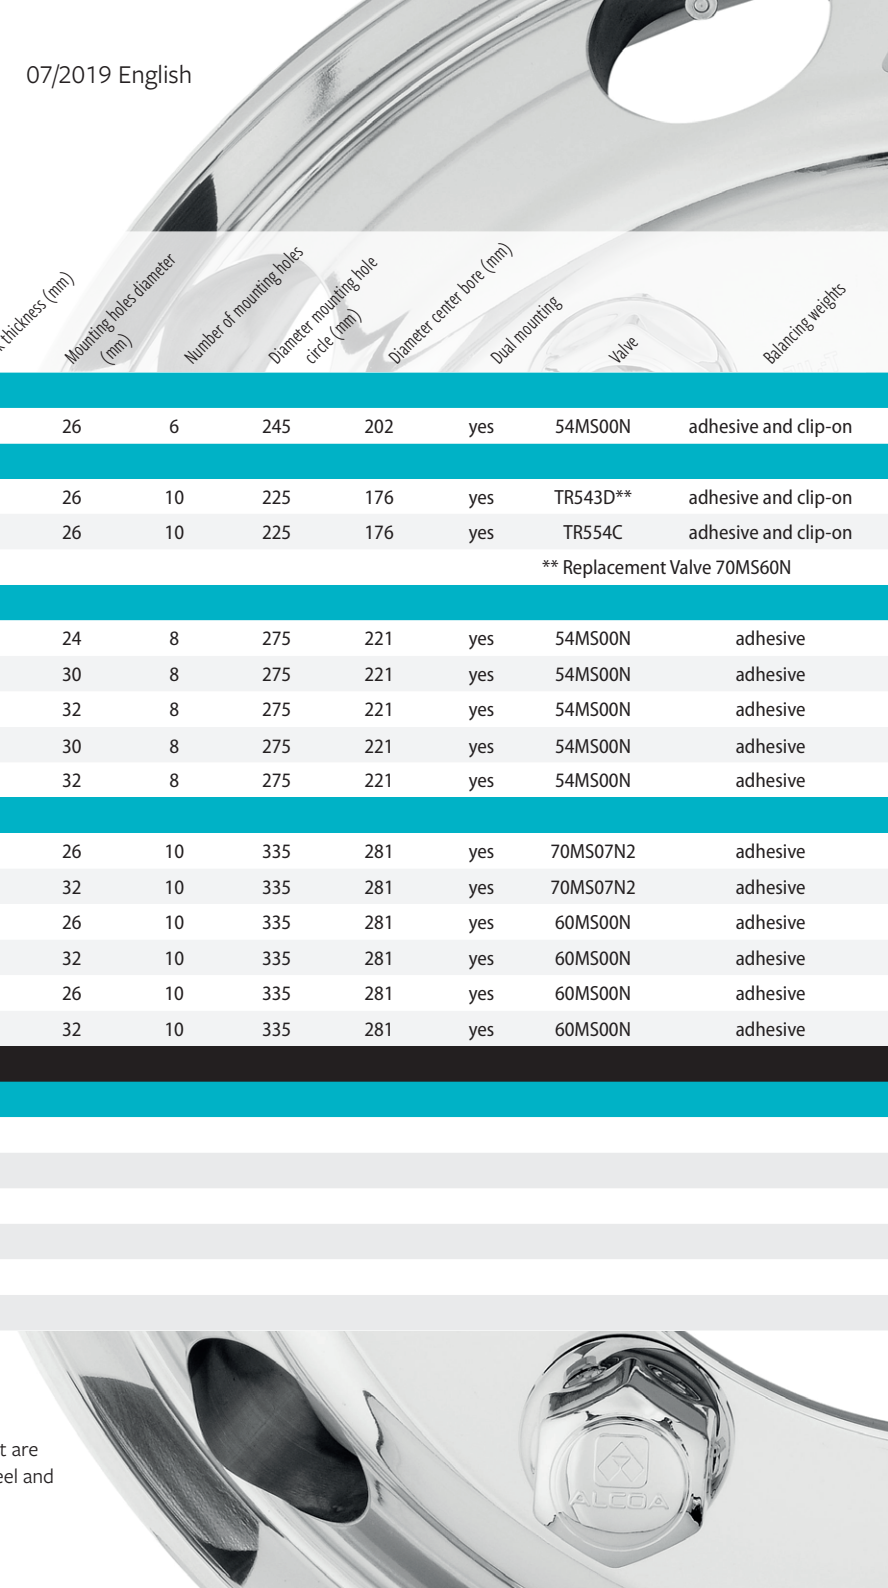 07/2019 English
thickness (mm)
Mounting holes diameter
(mm)
Number of mounting holes
Diameter mounting hole
circle (mm)
Diameter center bore (mm)
Dual mounting
Valve
Balancing weights
26 6 245 202 yes 54MS00N adhesive and clip-on
26 10 225 176 yes TR543D** adhesive and clip-on
26 10 225 176 yes TR554C adhesive and clip-on
** Replacement Valve 70MS60N
24 8 275 221 yes 54MS00N adhesive
30 8 275 221 yes 54MS00N adhesive
32 8 275 221 yes 54MS00N adhesive
30 8 275 221 yes 54MS00N adhesive
32 8 275 221 yes 54MS00N adhesive
26 10 335 281 yes 70MS07N2 adhesive
32 10 335 281 yes 70MS07N2 adhesive
26 10 335 281 yes 60MS00N adhesive
32 10 335 281 yes 60MS00N adhesive
26 10 335 281 yes 60MS00N adhesive
32 10 335 281 yes 60MS00N adhesive
t are
eel and
ALCOA